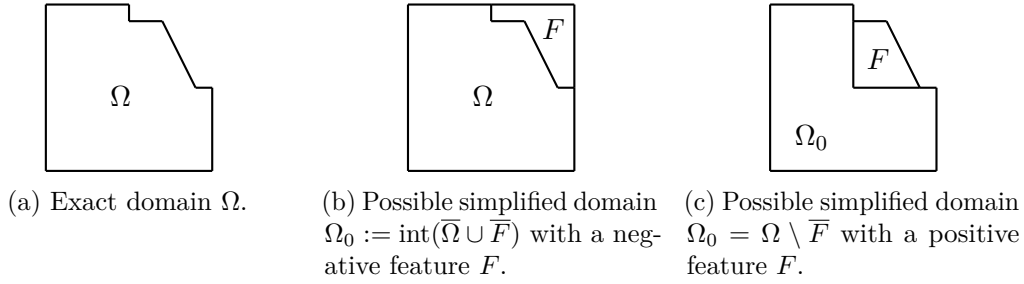 Ω
Ω F
Ω₀ F
(a) Exact domain Ω.
(b) Possible simplified domain
Ω₀ := int(Ω̅ ∪ F̅) with a neg-
ative feature F.
(c) Possible simplified domain
Ω₀ = Ω \ F̅ with a positive
feature F.